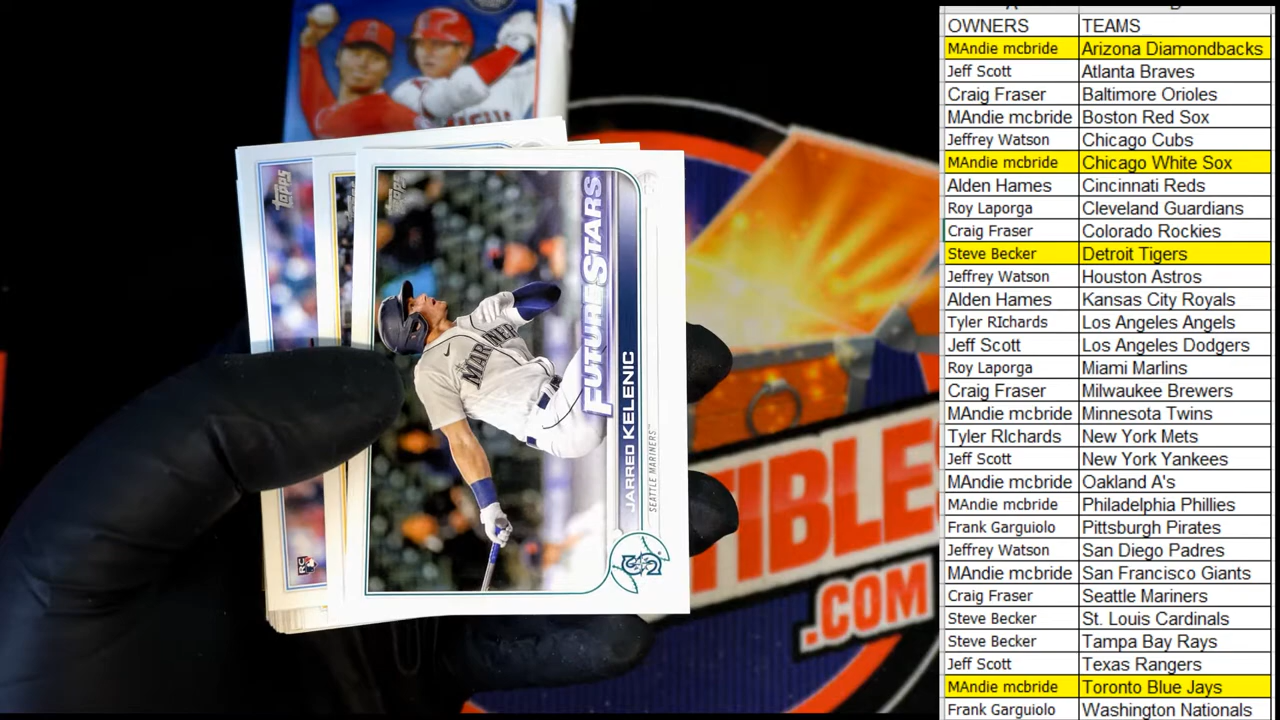 OWNERS TEAMS
MAndie mcbride Arizona Diamondbacks
Jeff Scott Atlanta Braves
Craig Fraser Baltimore Orioles
MAndie mcbride Boston Red Sox
Jeffrey Watson Chicago Cubs
MAndie mcbride Chicago White Sox
Alden Hames Cincinnati Reds
Roy Laporga Cleveland Guardians
Craig Fraser Colorado Rockies
Steve Becker Detroit Tigers
Jeffrey Watson Houston Astros
Alden Hames Kansas City Royals
Tyler RIchards Los Angeles Angels
Jeff Scott Los Angeles Dodgers
Roy Laporga Miami Marlins
Craig Fraser Milwaukee Brewers
MAndie mcbride Minnesota Twins
Tyler RIchards New York Mets
Jeff Scott New York Yankees
MAndie mcbride Oakland A's
MAndie mcbride Philadelphia Phillies
Frank Garguiolo Pittsburgh Pirates
Jeffrey Watson San Diego Padres
MAndie mcbride San Francisco Giants
Craig Fraser Seattle Mariners
Steve Becker St. Louis Cardinals
Steve Becker Tampa Bay Rays
Jeff Scott Texas Rangers
MAndie mcbride Toronto Blue Jays
Frank Garguiolo Washington Nationals
topps
topps
FUTURE STARS
JARRED KELENIC
SEATTLE MARINERS™
MARINER
RC
TIBLES
.COM